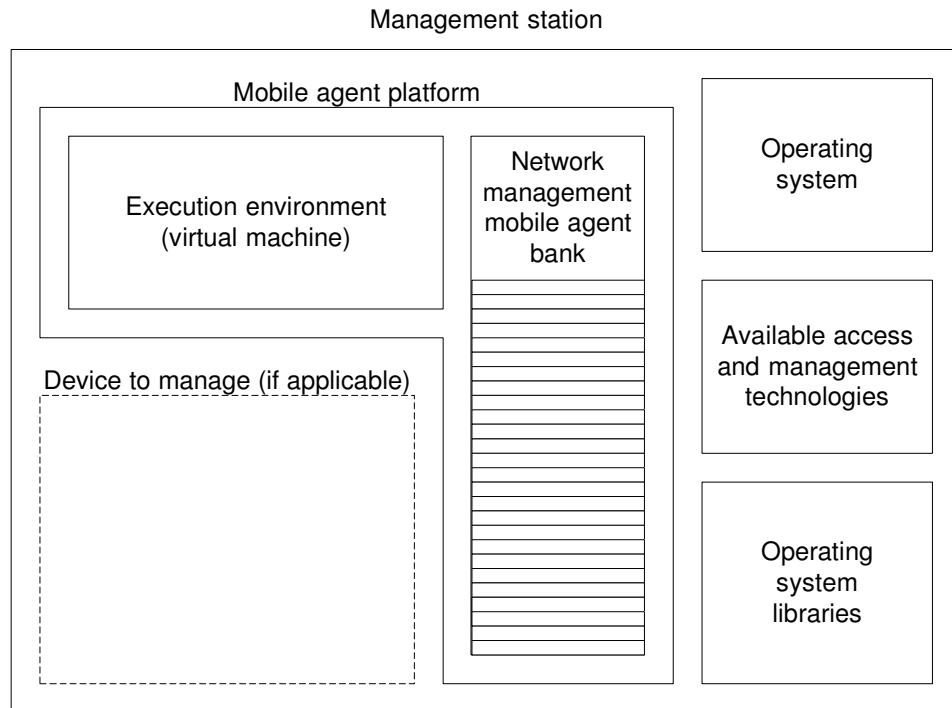 Management station
Mobile agent platform
Execution environment
(virtual machine)
Network
management
mobile agent
bank
Operating
system
Available access
and management
technologies
Device to manage (if applicable)
Operating
system
libraries